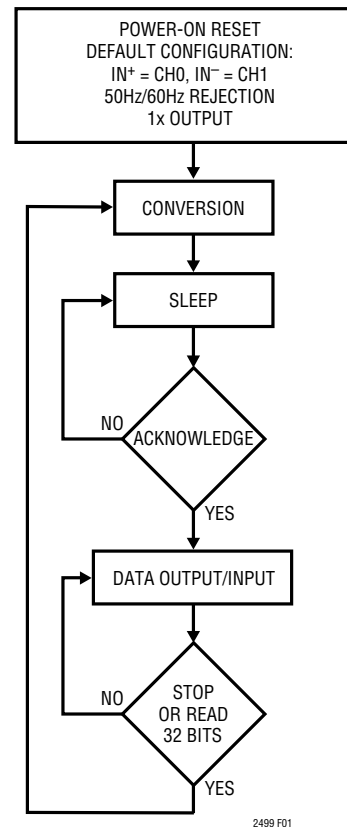 POWER-ON RESET
DEFAULT CONFIGURATION:
IN⁺ = CH0, IN⁻ = CH1
50Hz/60Hz REJECTION
1x OUTPUT
CONVERSION
SLEEP
NO
ACKNOWLEDGE
YES
DATA OUTPUT/INPUT
NO
STOP
OR READ
32 BITS
YES
2499 F01